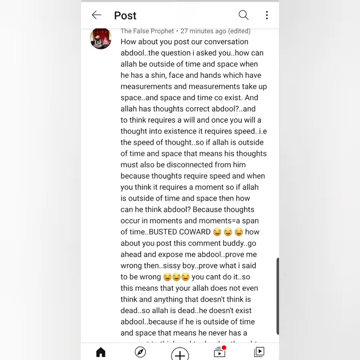 Post
The False Prophet • 27 minutes ago (edited)
How about you post our conversation
abdool..the question i asked you..how can
allah be outside of time and space when
he has a shin, face and hands which have
measurements and measurements take up
space..and space and time co exist. And
allah has thoughts correct abdool?..and
to think requires a will and once you will a
thought into existence it requires speed..i.e
the speed of thought..so if allah is outside
of time and space that means his thoughts
must also be disconnected from him
because thoughts require speed and when
you think it requires a moment so if allah
is outside of time and space then how
can he think abdool? Because thoughts
occur in moments and moments=a span
of time..BUSTED COWARD 😂 😂 😂 how
about you post this comment buddy..go
ahead and expose me abdool..prove me
wrong then..sissy boy..prove what i said
to be wrong 😂😂😂 you cant do it..so
this means that your allah does not even
think and anything that doesn't think is
dead..so allah is dead..he doesn't exist
abdool..because if he is outside of time
and space that means he never has a